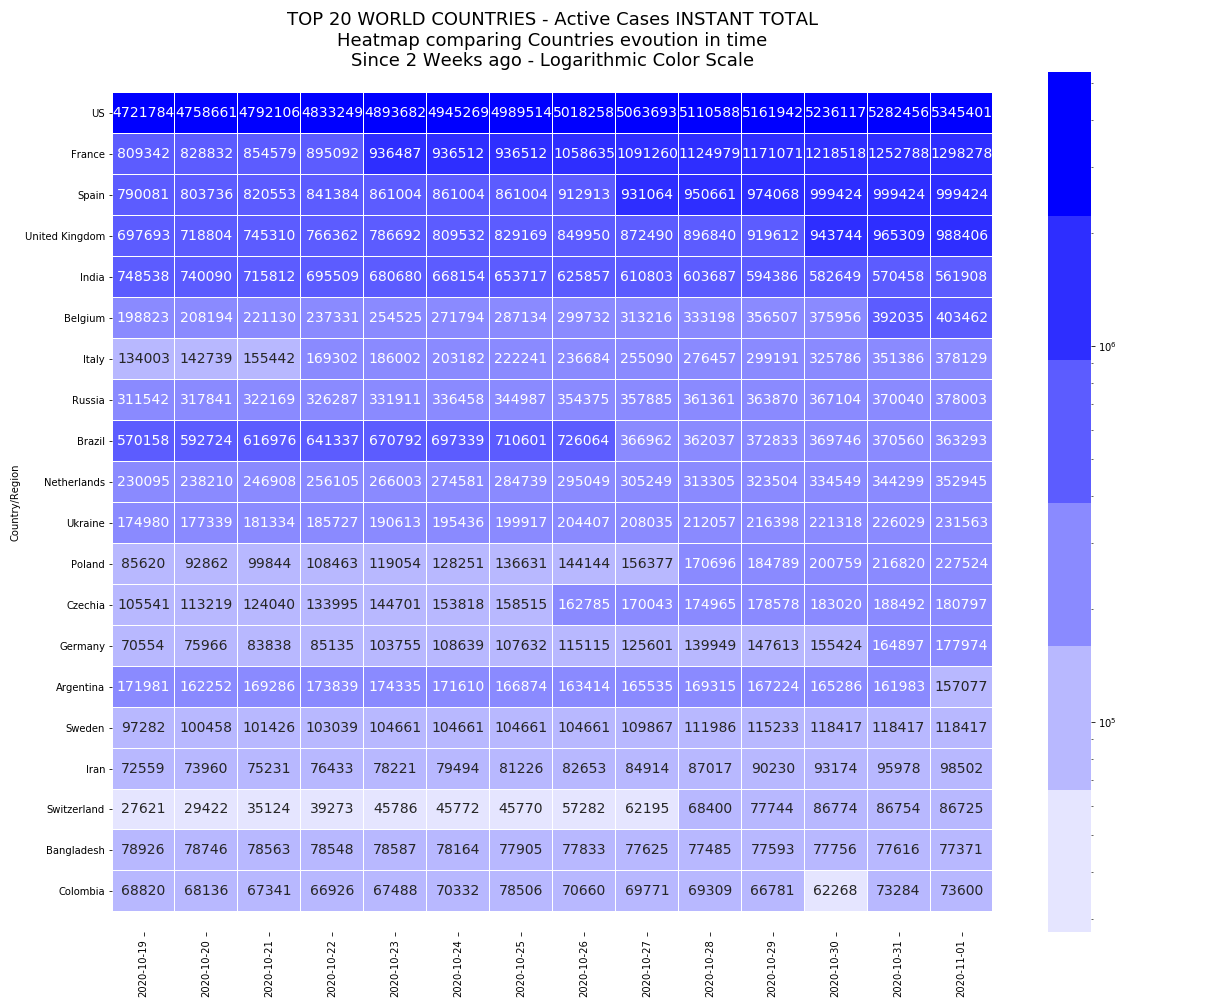 TOP 20 WORLD COUNTRIES - Active Cases INSTANT TOTAL
Heatmap comparing Countries evoution in time
Since 2 Weeks ago - Logarithmic Color Scale
US 4721784 4758661 4792106 4833249 4893682 4945269 4989514 5018258 5063693 5110588 5161942 5236117 5282456 5345401
France 809342 828832 854579 895092 936487 936512 936512 1058635 1091260 1124979 1171071 1218518 1252788 1298278
Spain 790081 803736 820553 841384 861004 861004 861004 912913 931064 950661 974068 999424 999424 999424
United Kingdom 697693 718804 745310 766362 786692 809532 829169 849950 872490 896840 919612 943744 965309 988406
India 748538 740090 715812 695509 680680 668154 653717 625857 610803 603687 594386 582649 570458 561908
Belgium 198823 208194 221130 237331 254525 271794 287134 299732 313216 333198 356507 375956 392035 403462
Italy 134003 142739 155442 169302 186002 203182 222241 236684 255090 276457 299191 325786 351386 378129
Russia 311542 317841 322169 326287 331911 336458 344987 354375 357885 361361 363870 367104 370040 378003
Brazil 570158 592724 616976 641337 670792 697339 710601 726064 366962 362037 372833 369746 370560 363293
Netherlands 230095 238210 246908 256105 266003 274581 284739 295049 305249 313305 323504 334549 344299 352945
Ukraine 174980 177339 181334 185727 190613 195436 199917 204407 208035 212057 216398 221318 226029 231563
Poland 85620 92862 99844 108463 119054 128251 136631 144144 156377 170696 184789 200759 216820 227524
Czechia 105541 113219 124040 133995 144701 153818 158515 162785 170043 174965 178578 183020 188492 180797
Germany 70554 75966 83838 85135 103755 108639 107632 115115 125601 139949 147613 155424 164897 177974
Argentina 171981 162252 169286 173839 174335 171610 166874 163414 165535 169315 167224 165286 161983 157077
Sweden 97282 100458 101426 103039 104661 104661 104661 104661 109867 111986 115233 118417 118417 118417
Iran 72559 73960 75231 76433 78221 79494 81226 82653 84914 87017 90230 93174 95978 98502
Switzerland 27621 29422 35124 39273 45786 45772 45770 57282 62195 68400 77744 86774 86754 86725
Bangladesh 78926 78746 78563 78548 78587 78164 77905 77833 77625 77485 77593 77756 77616 77371
Colombia 68820 68136 67341 66926 67488 70332 78506 70660 69771 69309 66781 62268 73284 73600
2020-10-19 2020-10-20 2020-10-21 2020-10-22 2020-10-23 2020-10-24 2020-10-25 2020-10-26 2020-10-27 2020-10-28 2020-10-29 2020-10-30 2020-10-31 2020-11-01
Country/Region
10⁶
10⁵